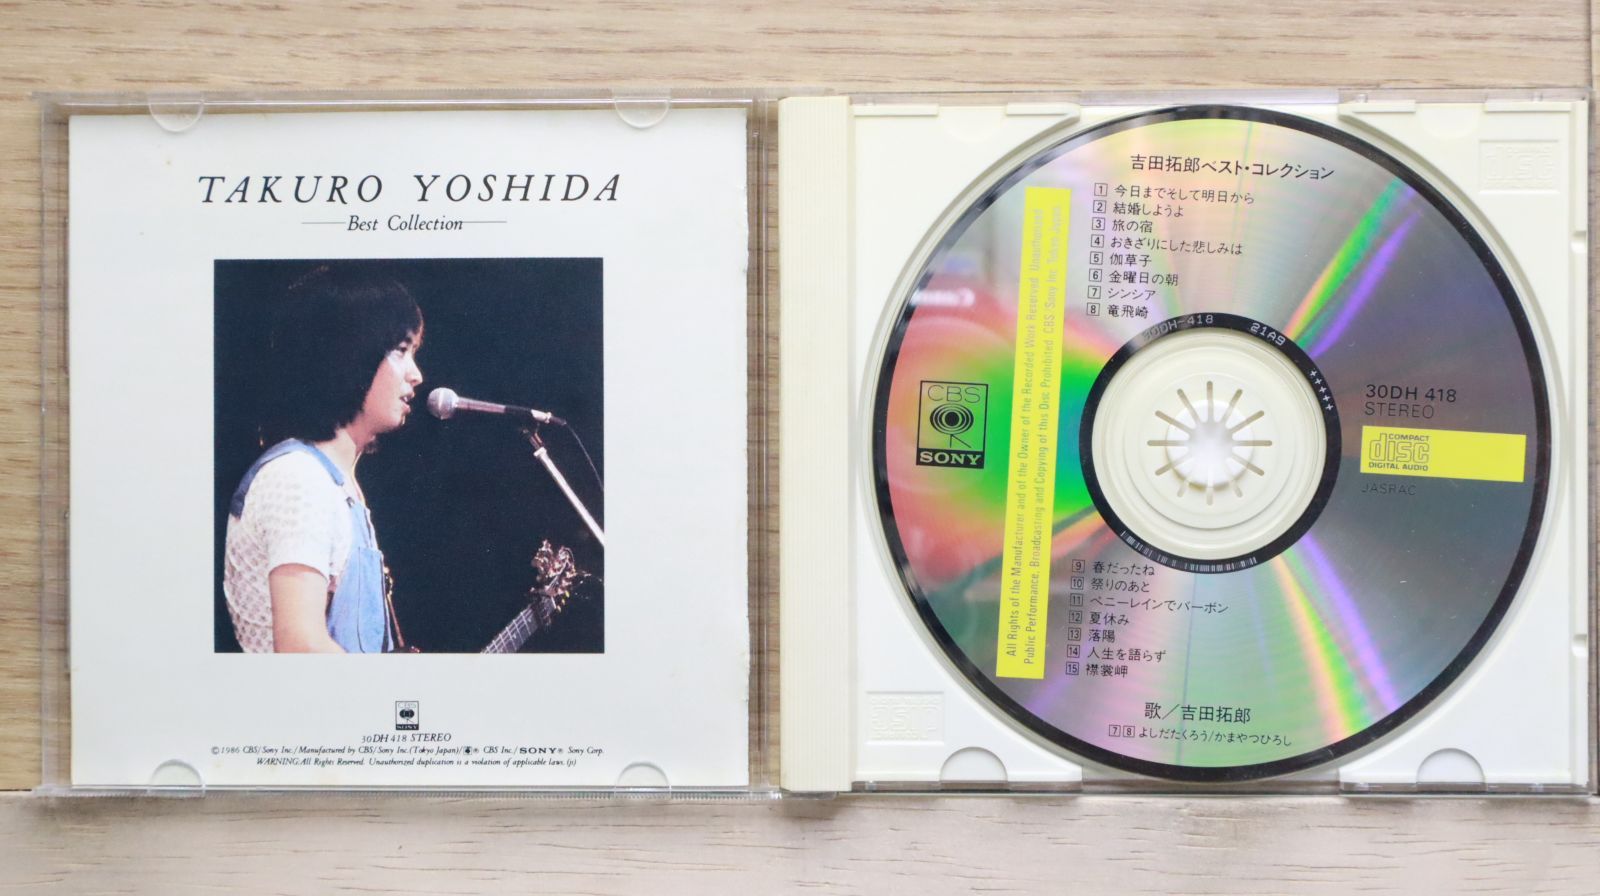 TAKURO YOSHIDA
Best Collection
CBS
SONY
30DH 418 STEREO
©1986 CBS/Sony Inc./Manufactured by CBS/Sony Inc.(Tokyo Japan)/ ® CBS Inc./SONY® Sony Corp.
WARNING:All Rights Reserved. Unauthorized duplication is a violation of applicable laws. (ji)
吉田拓郎ベスト・コレクション
1 今日までそして明日から
2 結婚しようよ
3 旅の宿
4 おきざりにした悲しみは
5 伽草子
6 金曜日の朝
7 シンシア
8 竜飛崎
30DH-418 21A9 +++++
CBS
SONY
All Rights of the Manufacturer and of the Owner of the Recorded Work Reserved. Unauthorized
Public Performance, Broadcasting and Copying of this Disc Prohibited. CBS/Sony Inc. Tokyo Japan
30DH 418
STEREO
COMPACT
disc
DIGITAL AUDIO
JASRAC
9 春だったね
10 祭りのあと
11 ペニーレインでバーボン
12 夏休み
13 落陽
14 人生を語らず
15 襟裳岬
歌/吉田拓郎
7 8 よしだたくろう/かまやつひろし
disc